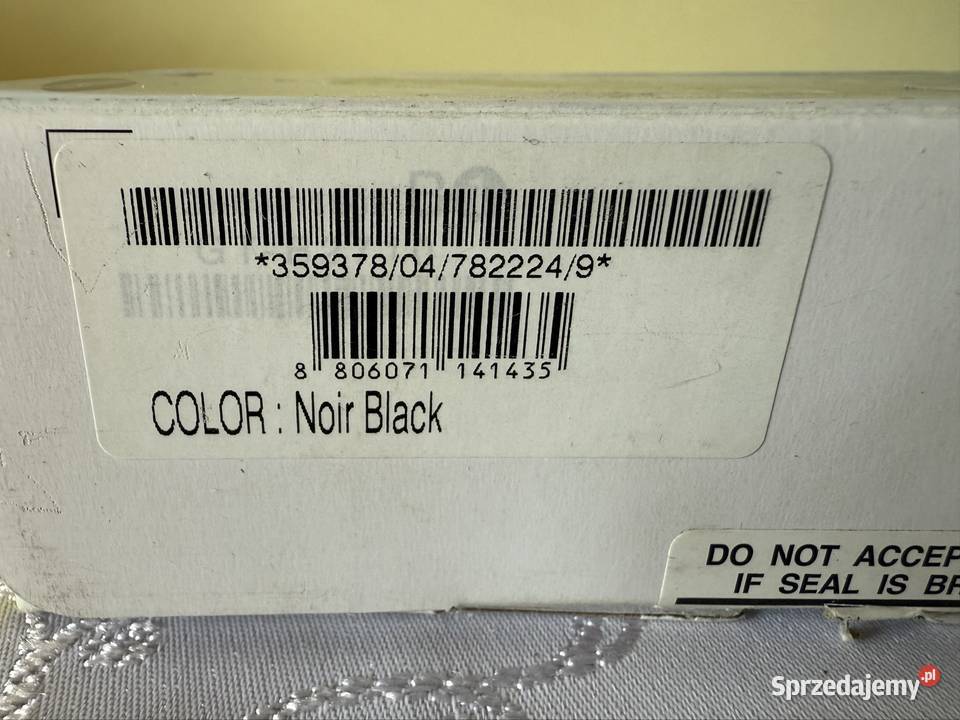 *359378/04/782224/9*
8 806071 141435
COLOR : Noir Black
DO NOT ACCEP
IF SEAL IS BR
Sprzedajemy.pl